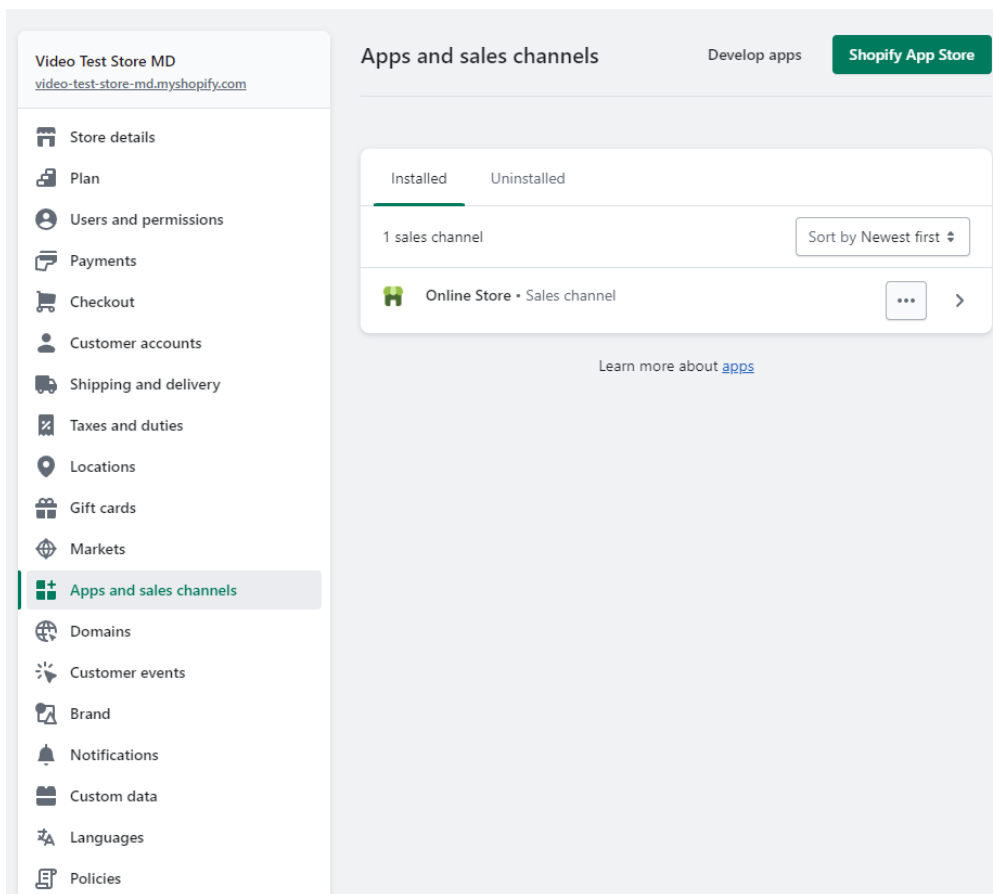 Video Test Store MD
video-test-store-md.myshopify.com
Store details
Plan
Users and permissions
Payments
Checkout
Customer accounts
Shipping and delivery
Taxes and duties
Locations
Gift cards
Markets
Apps and sales channels
Domains
Customer events
Brand
Notifications
Custom data
Languages
Policies
Apps and sales channels
Develop apps
Shopify App Store
Installed
Uninstalled
1 sales channel
Sort by Newest first
Online Store • Sales channel
Learn more about apps